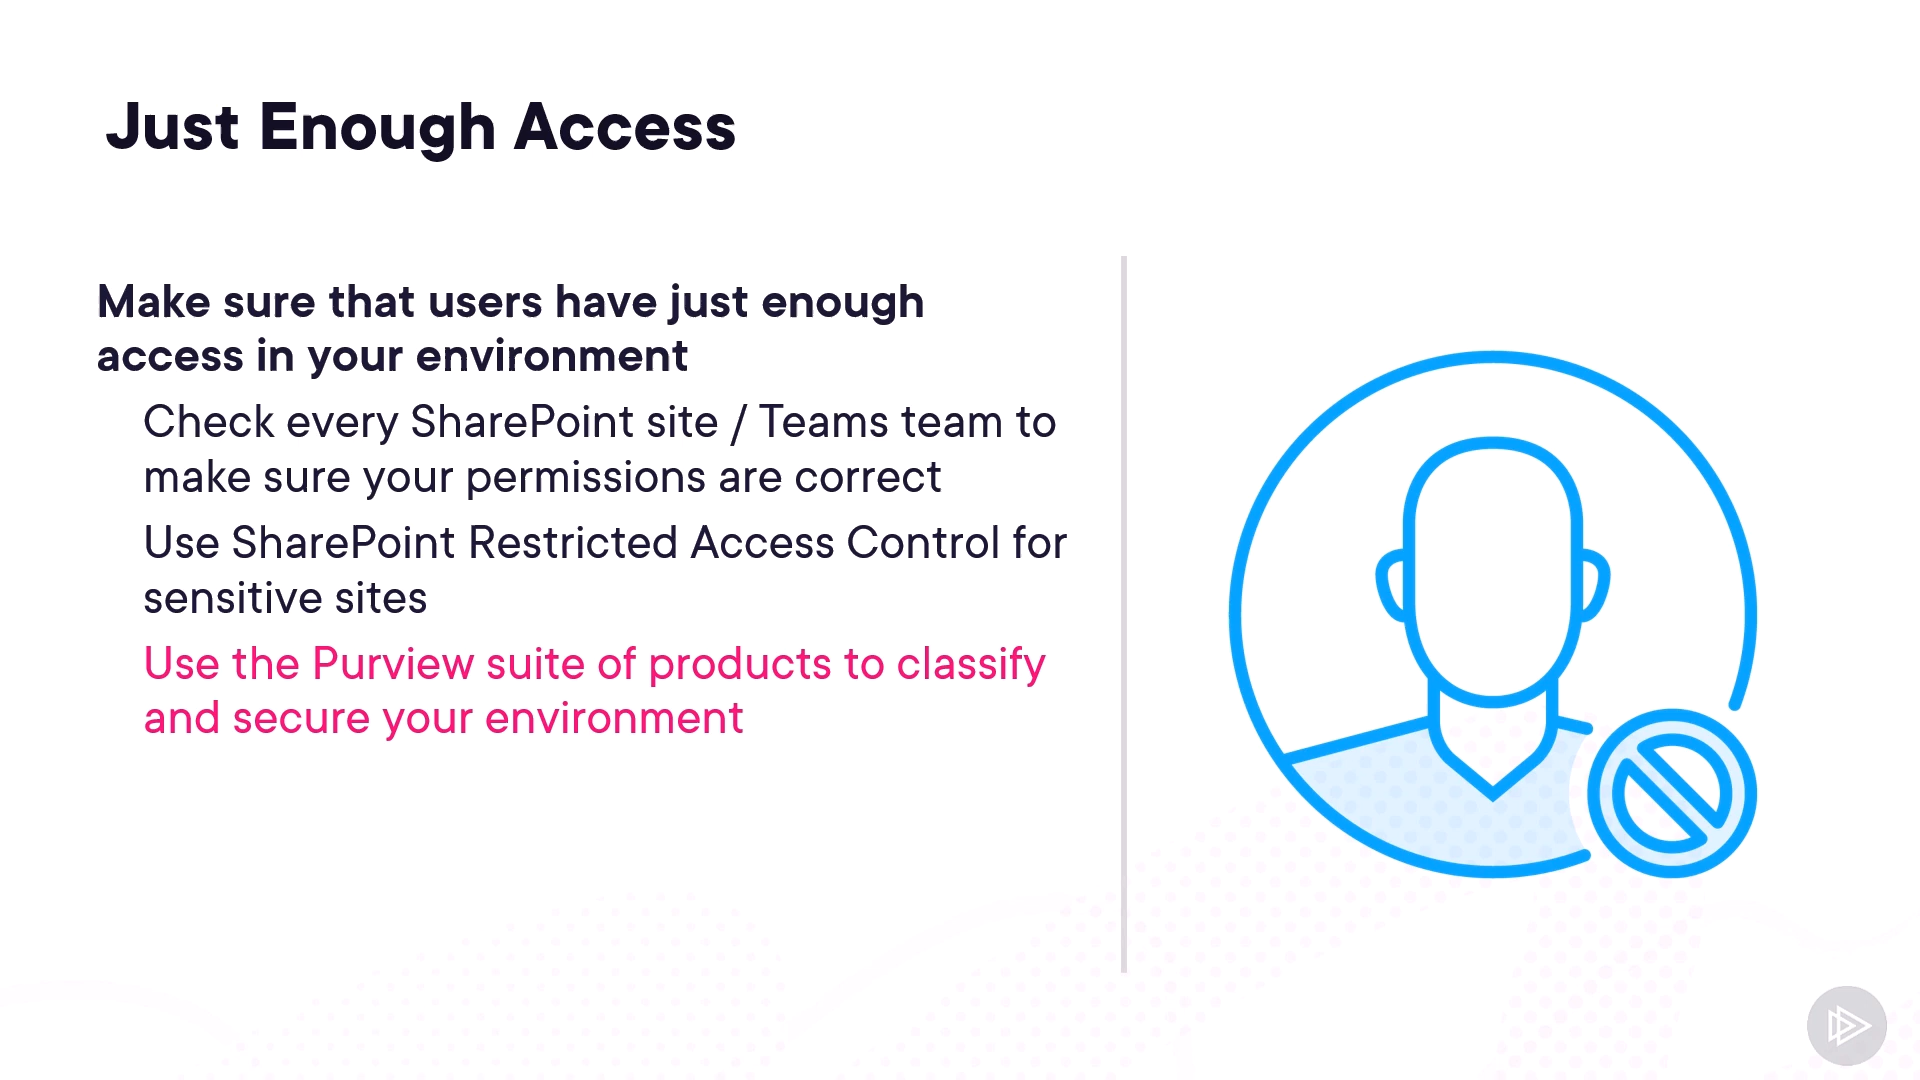 Just Enough Access
Make sure that users have just enough
access in your environment
Check every SharePoint site / Teams team to
make sure your permissions are correct
Use SharePoint Restricted Access Control for
sensitive sites
Use the Purview suite of products to classify
and secure your environment